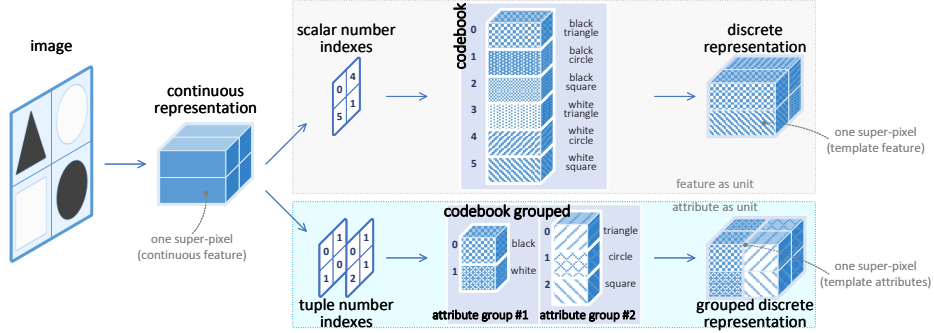 image
continuous
representation
one super-pixel
(continuous feature)
scalar number
indexes
4
0
1
5
codebook
0
1
2
3
4
5
black
triangle
balck
circle
black
square
white
triangle
white
circle
white
square
discrete
representation
one super-pixel
(template feature)
feature as unit
attribute as unit
1
0
1
1
0
1
0
2
tuple number
indexes
codebook grouped
0
1
black
white
attribute group #1
0
1
2
triangle
circle
square
attribute group #2
one super-pixel
(template attributes)
grouped discrete
representation